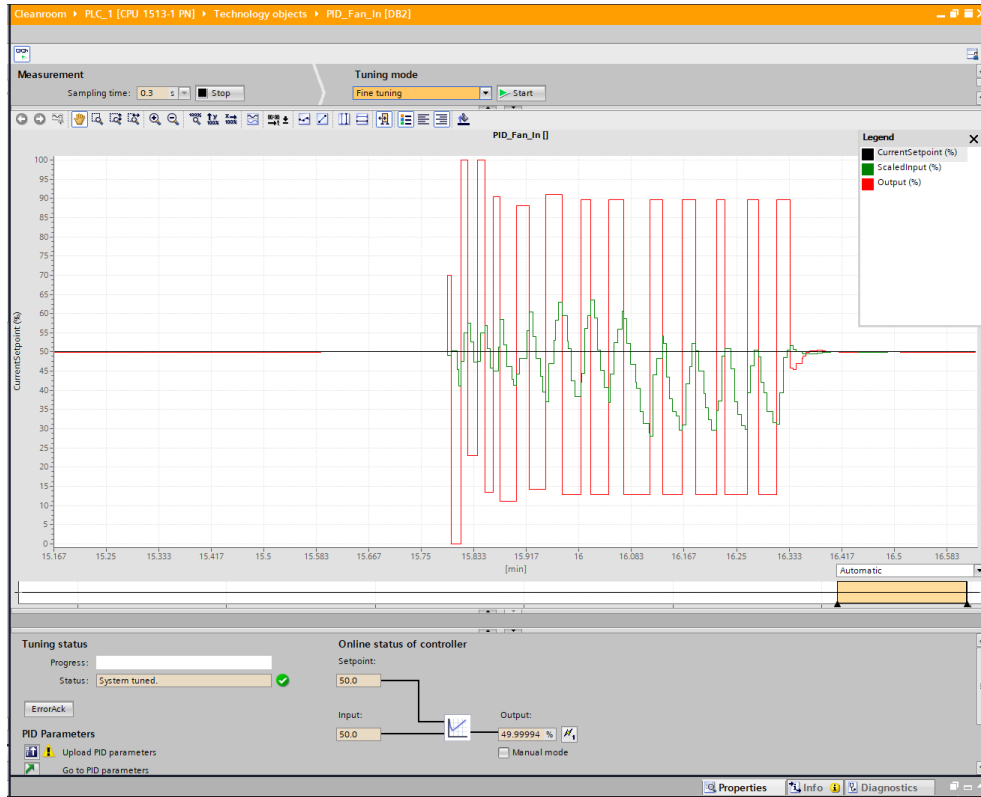 Cleanroom ▸ PLC_1 [CPU 1513-1 PN] ▸ Technology objects ▸ PID_Fan_In [DB2]
Measurement
Tuning mode
Sampling time: 0.3 s Stop
Fine tuning Start
PID_Fan_In []
Legend
CurrentSetpoint (%)
ScaledInput (%)
Output (%)
CurrentSetpoint (%)
100
95
90
85
80
75
70
65
60
55
50
45
40
35
30
25
20
15
10
5
0
15.167 15.25 15.333 15.417 15.5 15.583 15.667 15.75 15.833 15.917 16 16.083 16.167 16.25 16.333 16.417 16.5 16.583
[min]
Automatic
Tuning status
Online status of controller
Progress:
Setpoint:
Status: System tuned.
50.0
ErrorAck
Input:
Output:
PID Parameters
50.0
49.99994 %
Upload PID parameters
Manual mode
Go to PID parameters
Properties Info Diagnostics